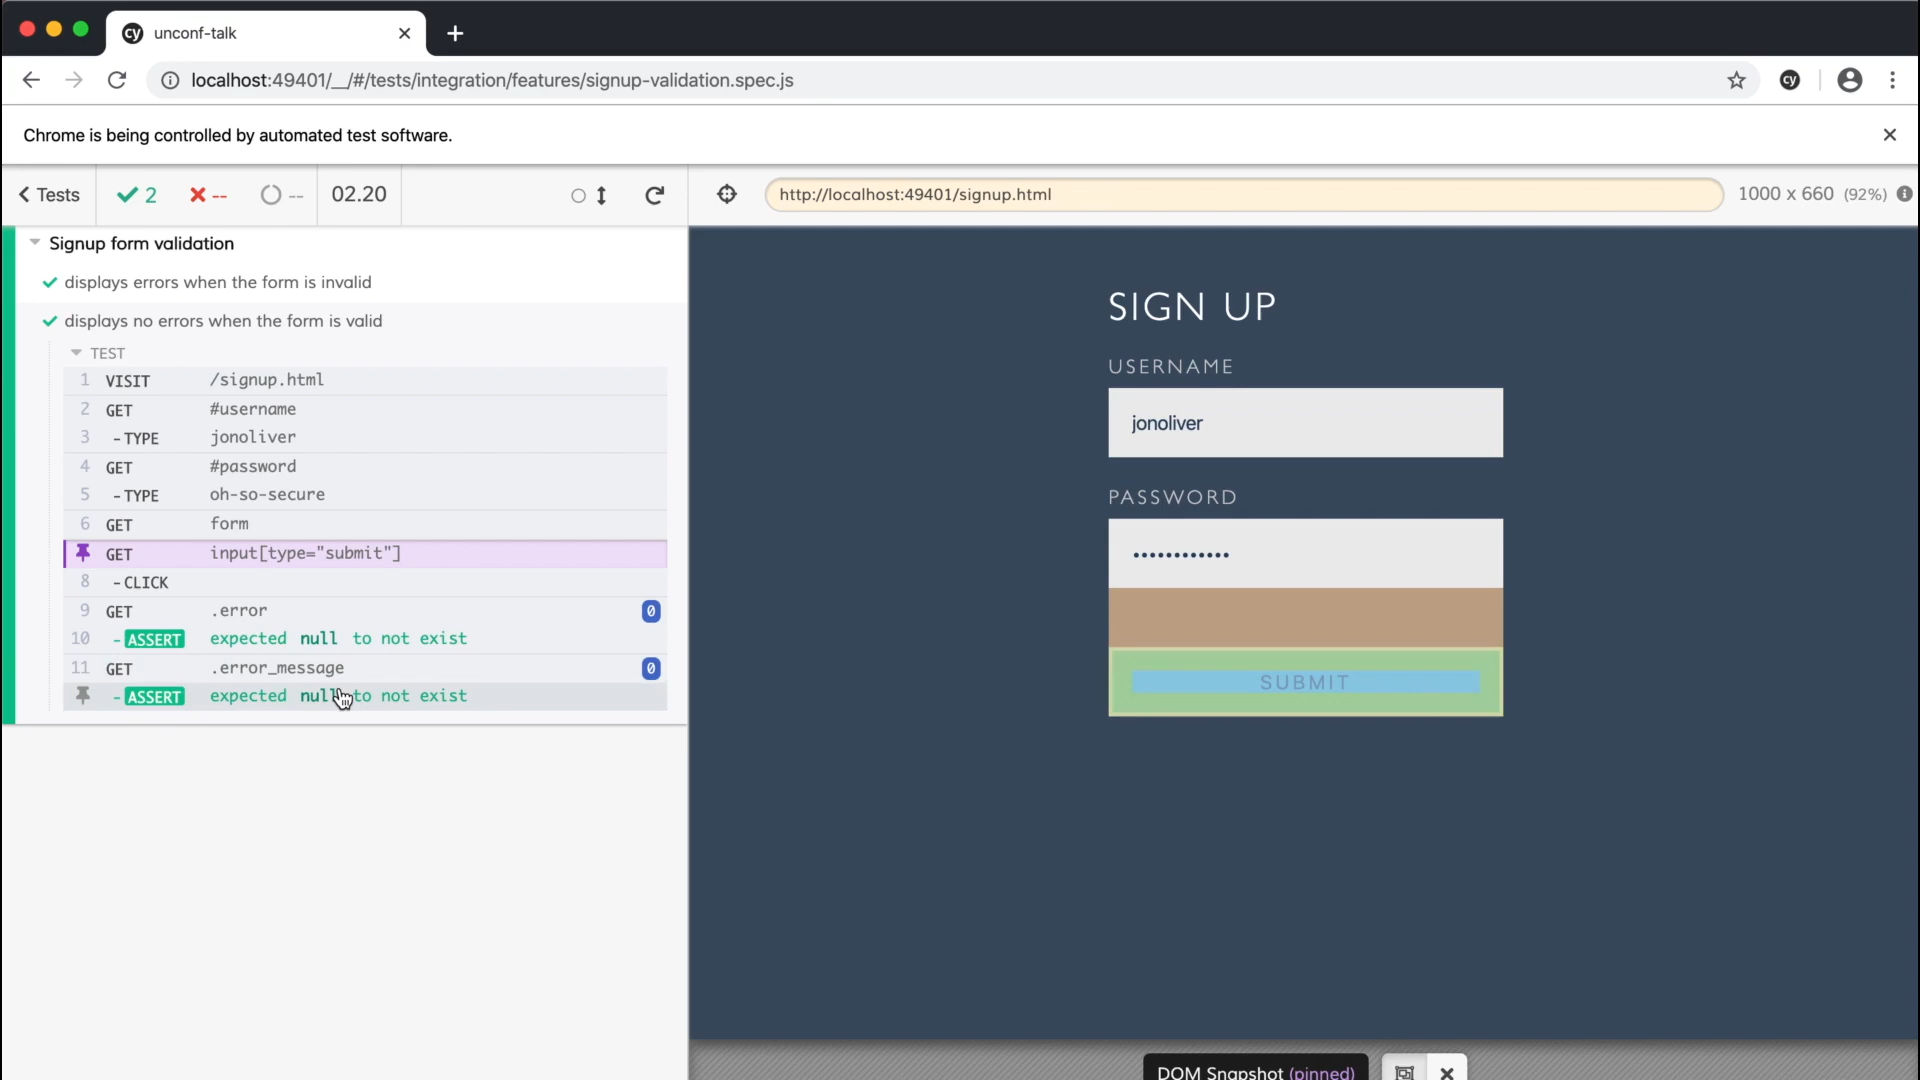 cy unconf-talk
localhost:49401/__/#/tests/integration/features/signup-validation.spec.js
cy
Chrome is being controlled by automated test software.
Tests 2 -- -- 02.20
http://localhost:49401/signup.html 1000 x 660 (92%)
Signup form validation
displays errors when the form is invalid
displays no errors when the form is valid
TEST
1 VISIT /signup.html
2 GET #username
3 -TYPE jonoliver
4 GET #password
5 -TYPE oh-so-secure
6 GET form
GET input[type="submit"]
8 -CLICK
9 GET .error 0
10 -ASSERT expected null to not exist
11 GET .error_message 0
-ASSERT expected null to not exist
SIGN UP
USERNAME
jonoliver
PASSWORD
••••••••••••
SUBMIT
DOM Snapshot (pinned)